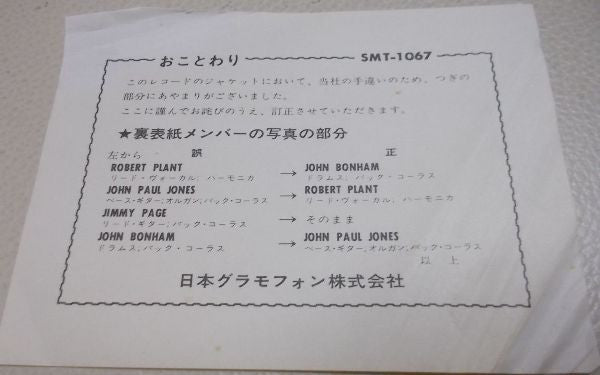 おことわり SMT-1067
このレコードのジャケットにおいて、当社の手違いのため、つぎの
部分にあやまりがございました。
ここに謹んでお詫びのうえ、訂正させていただきます。
★裏表紙メンバーの写真の部分
左から 誤 正
ROBERT PLANT → JOHN BONHAM
リード・ヴォーカル; ハーモニカ ドラムス; バック・コーラス
JOHN PAUL JONES → ROBERT PLANT
ベース・ギター; オルガン; バック・コーラス リード・ヴォーカル; ハーモニカ
JIMMY PAGE → そのまま
リード・ギター; バック・コーラス
JOHN BONHAM → JOHN PAUL JONES
ドラムス; バック・コーラス ベース・ギター; オルガン; バック・コーラス
以上
日本グラモフォン株式会社